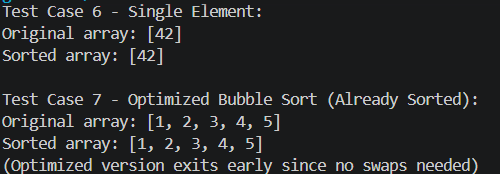 Test Case 6 - Single Element:
Original array: [42]
Sorted array: [42]

Test Case 7 - Optimized Bubble Sort (Already Sorted):
Original array: [1, 2, 3, 4, 5]
Sorted array: [1, 2, 3, 4, 5]
(Optimized version exits early since no swaps needed)